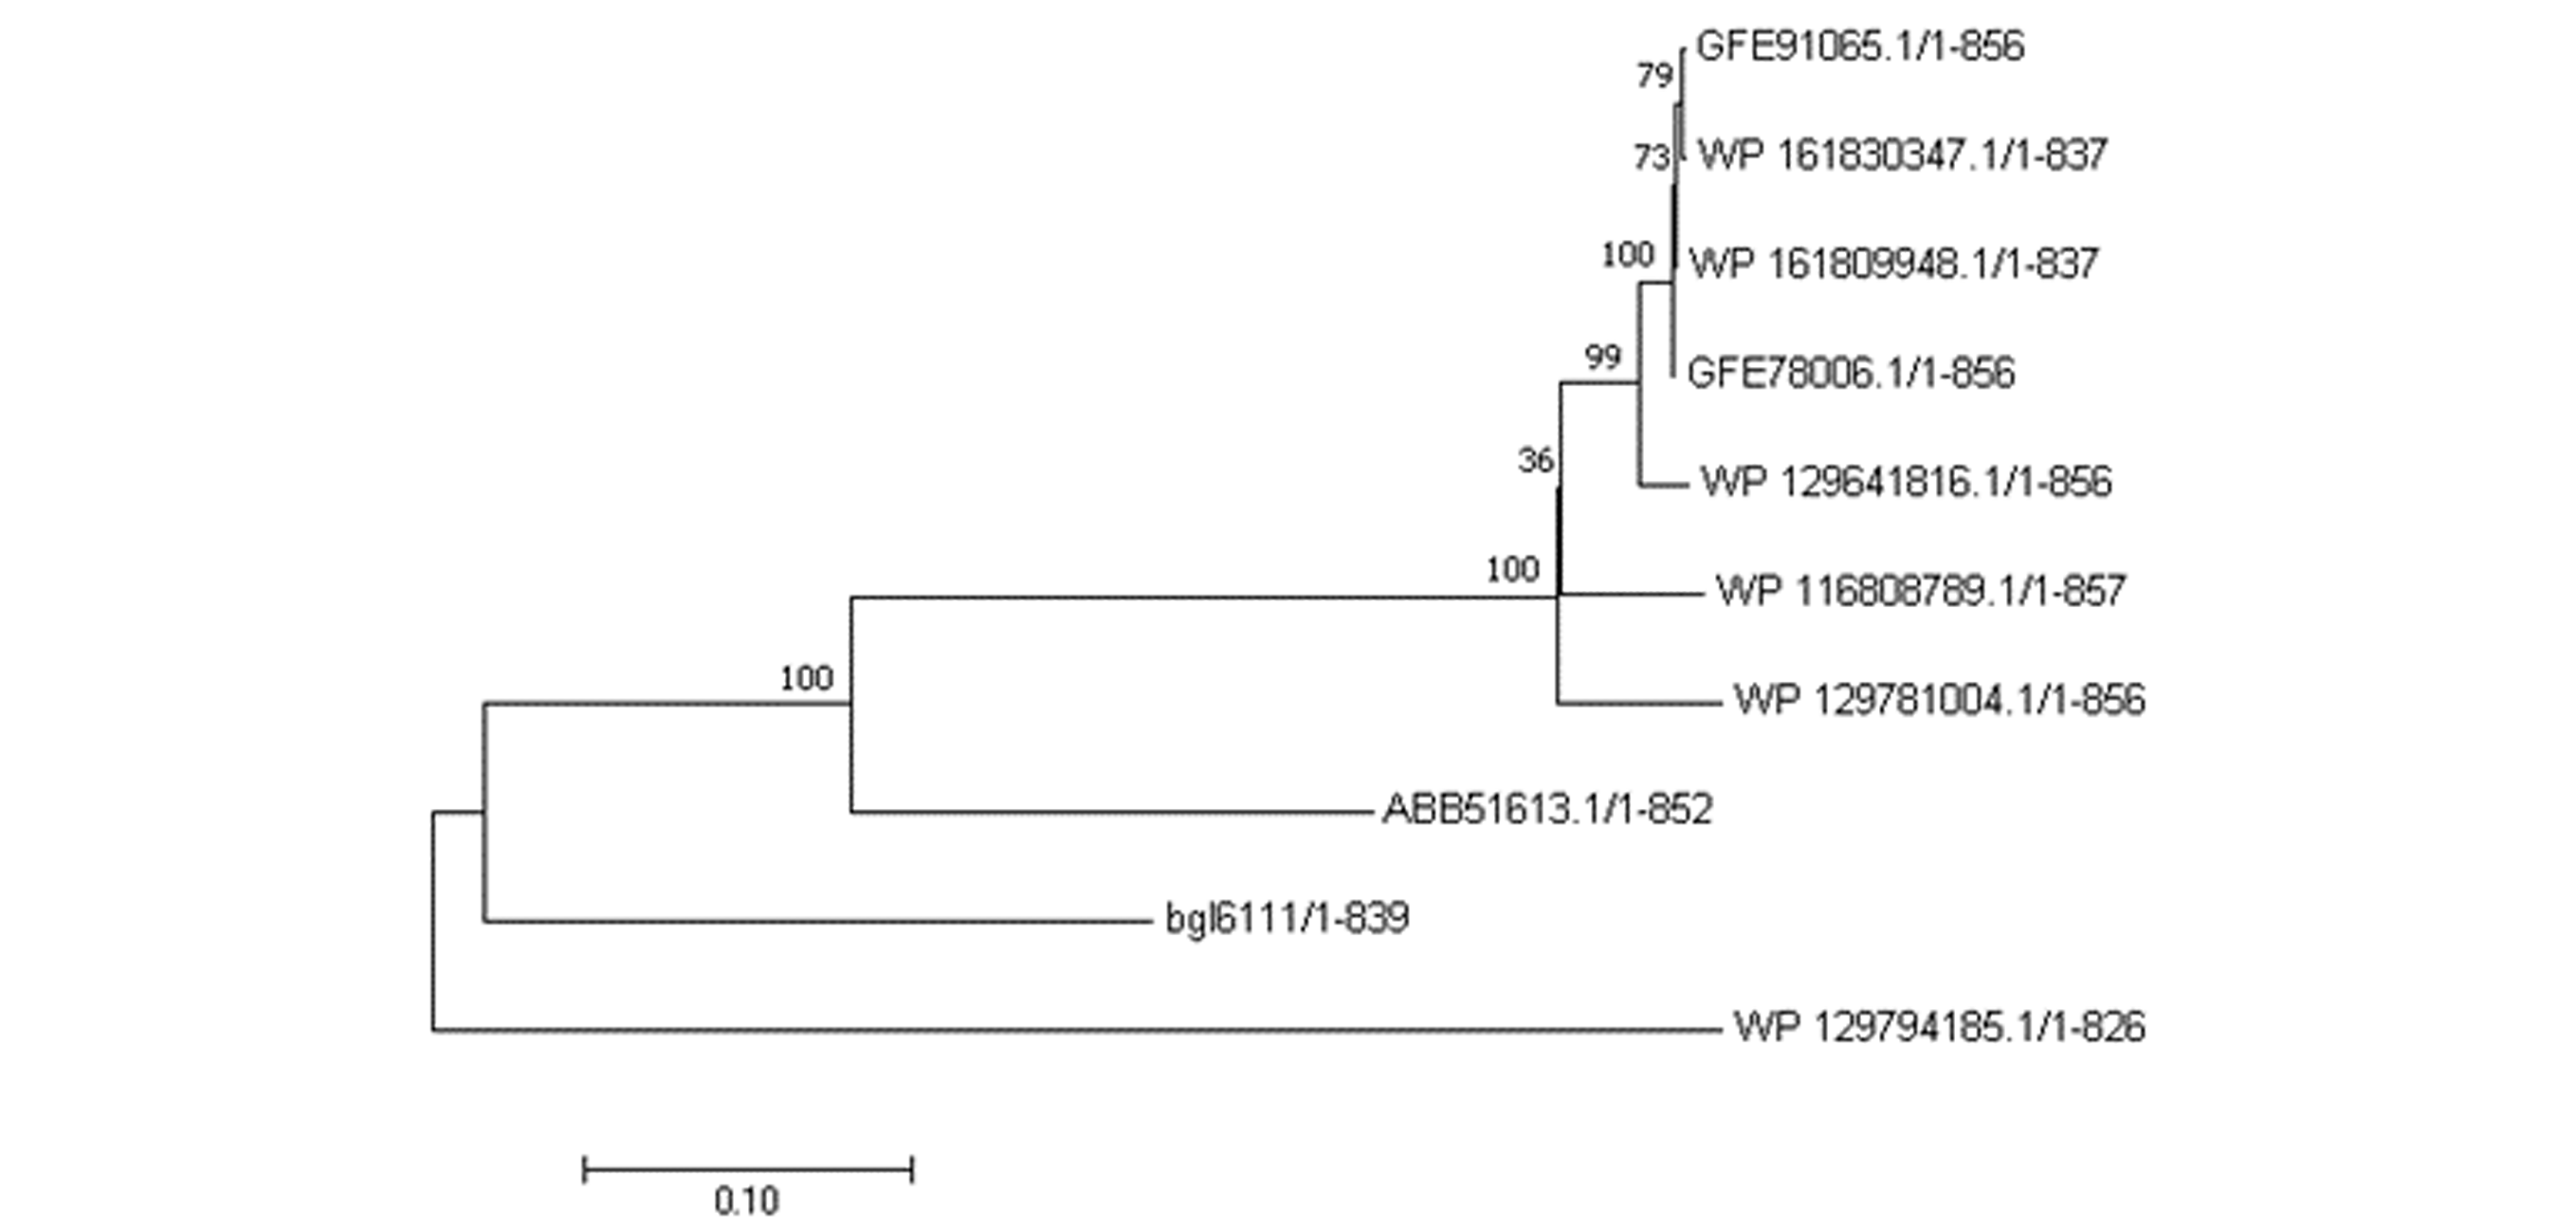 GFE91065.1/1-856
79
WP 161830347.1/1-837
73
100
WP 161809948.1/1-837
99
GFE78006.1/1-856
36
WP 129641816.1/1-856
100
WP 116808789.1/1-857
100
WP 129781004.1/1-856
ABB51613.1/1-852
bgl6111/1-839
WP 129794185.1/1-826
0.10